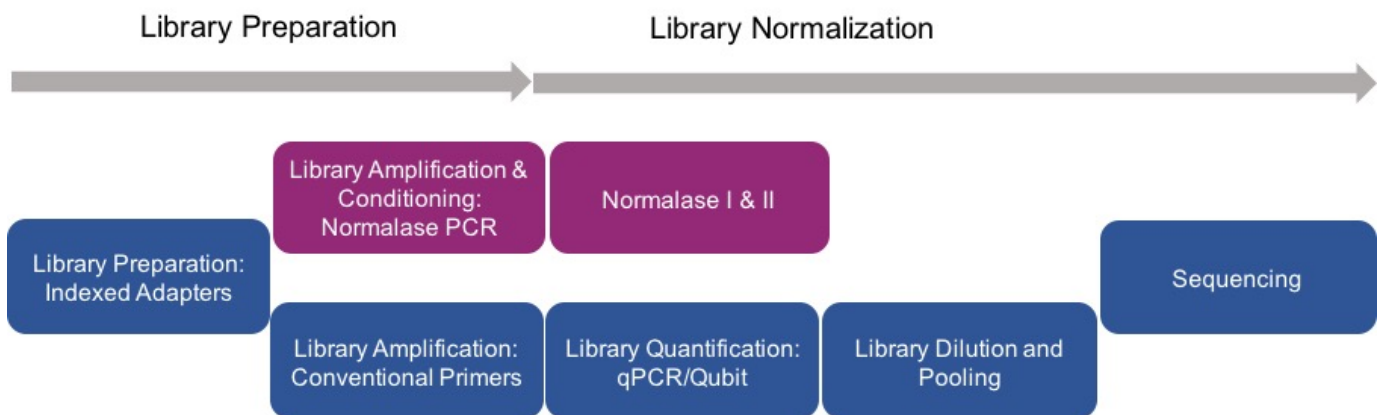 Library Preparation
Library Normalization
Library Amplification &
Conditioning:
Normalase PCR
Normalase I & II
Library Preparation:
Indexed Adapters
Sequencing
Library Amplification:
Conventional Primers
Library Quantification:
qPCR/Qubit
Library Dilution and
Pooling